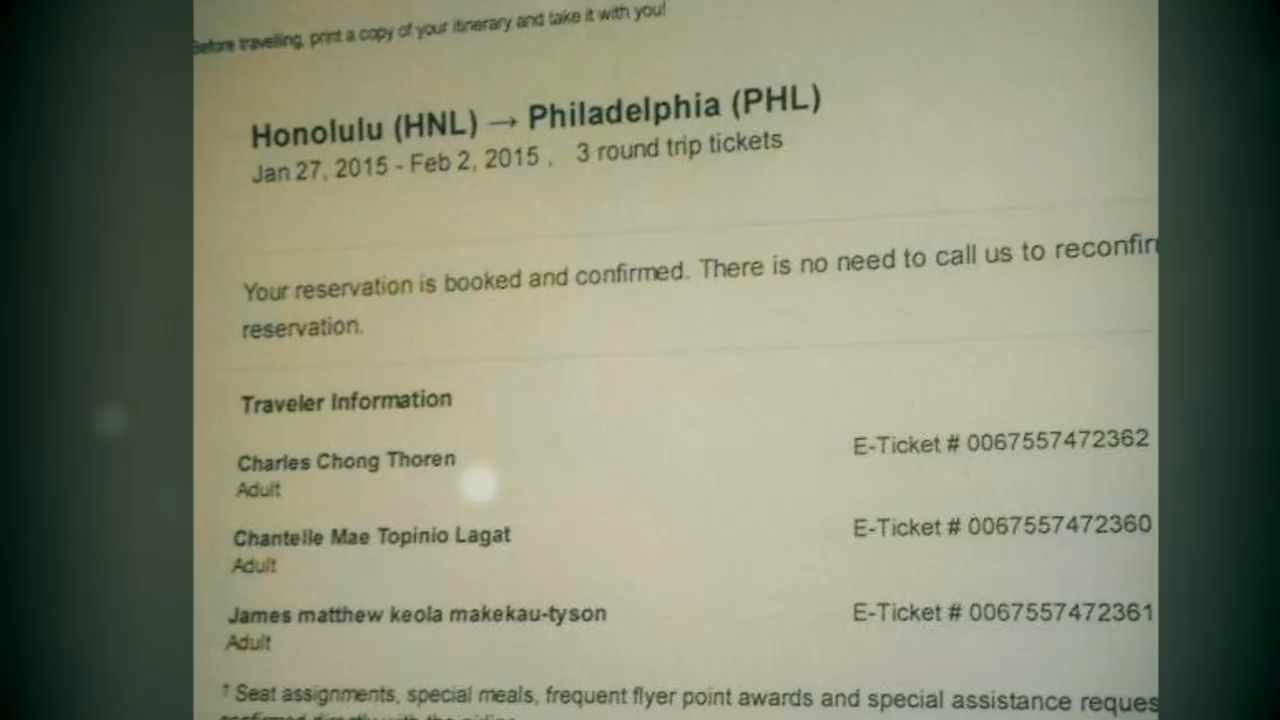 Before travelling, print a copy of your itinerary and take it with you!
Honolulu (HNL) → Philadelphia (PHL)
Jan 27, 2015 - Feb 2, 2015 , 3 round trip tickets
Your reservation is booked and confirmed. There is no need to call us to reconfir
reservation.
Traveler Information
Charles Chong Thoren E-Ticket # 0067557472362
Adult
Chantelle Mae Topinio Lagat E-Ticket # 0067557472360
Adult
James matthew keola makekau-tyson E-Ticket # 0067557472361
Adult
† Seat assignments, special meals, frequent flyer point awards and special assistance reques